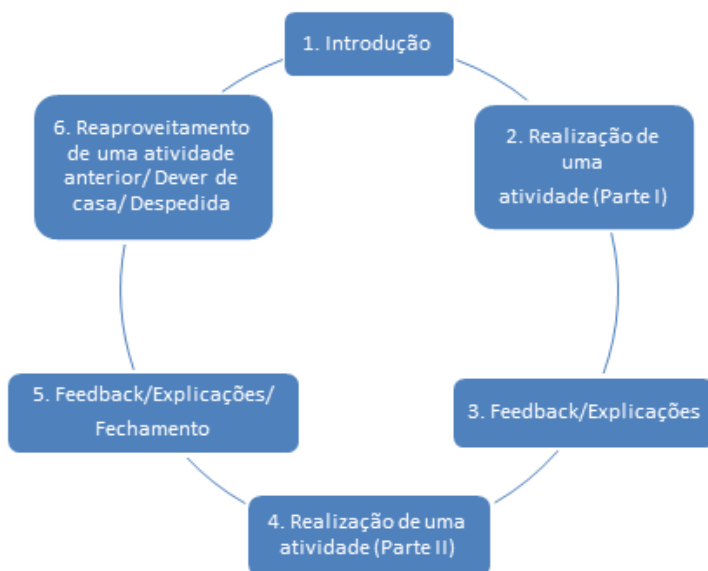 1. Introdução
2. Realização de
uma
atividade (Parte I)
3. Feedback/Explicações
4. Realização de uma
atividade (Parte II)
5. Feedback/Explicações/
Fechamento
6. Reaproveitamento
de uma atividade
anterior/ Dever de
casa/ Despedida